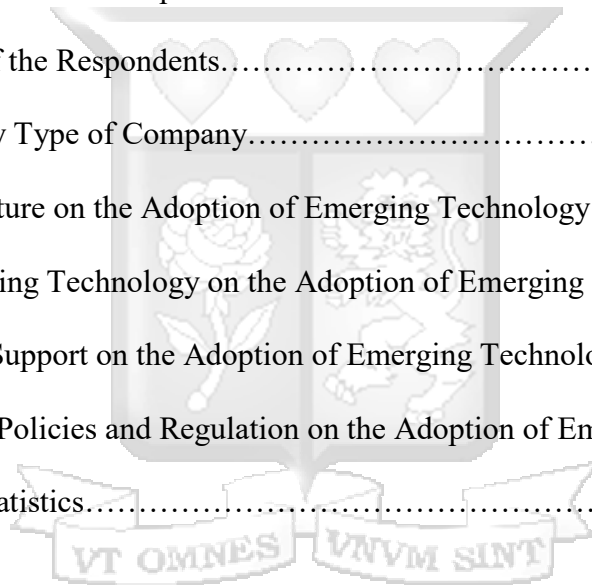 f the Respondents………………………………
y Type of Company……………………………
ture on the Adoption of Emerging Technology
ing Technology on the Adoption of Emerging
Support on the Adoption of Emerging Technolo
Policies and Regulation on the Adoption of Em
atistics……………………………………………
VT OMNES VNVM SINT